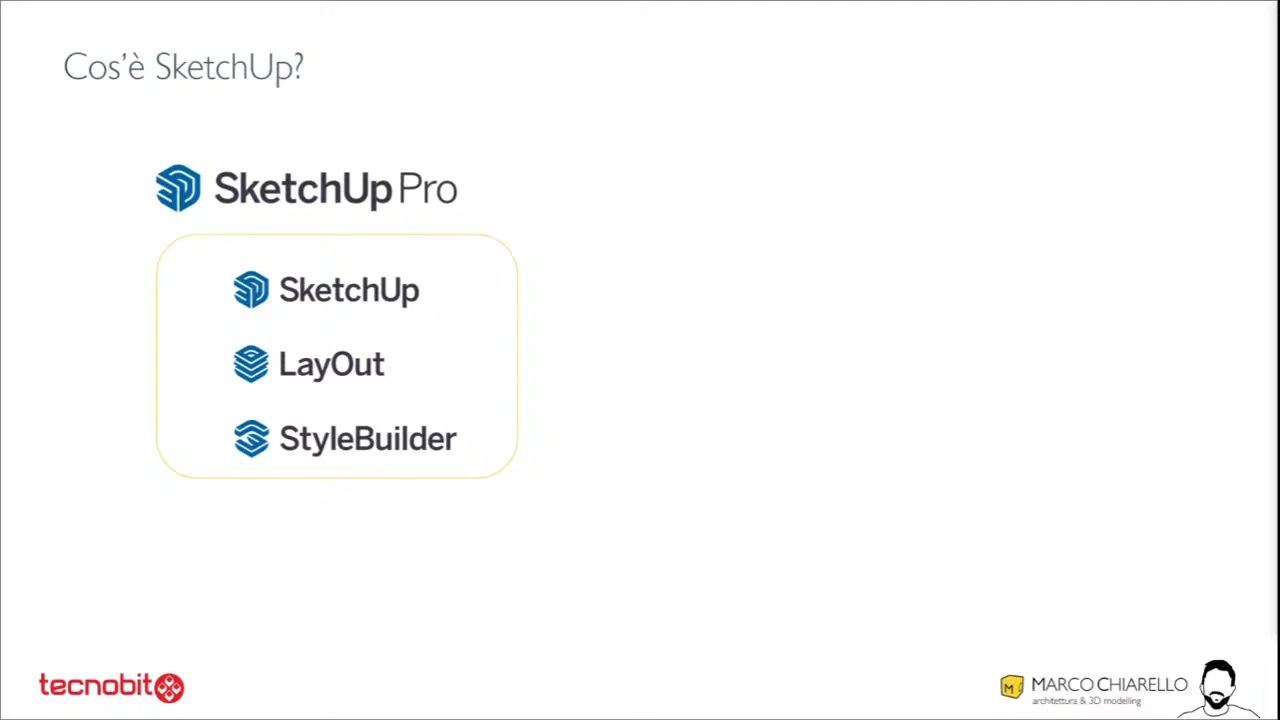 Cos'è SketchUp?
SketchUp Pro
SketchUp
LayOut
StyleBuilder
tecnobit
M
MARCO CHIARELLO
architettura & 3D modelling